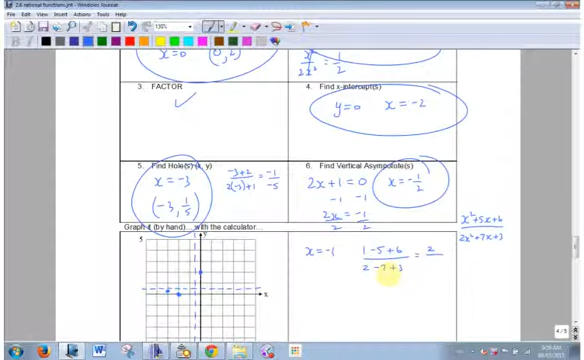 2.6 rational functions.jnt - Windows Journal
File Edit View Insert Actions Tools Help
130%
x=0 (0, 2)
x²/2x² = 1/2
3. FACTOR
✓
4. Find x-intercept(s)
y=0 x=-2
5. Find Hole(s) (x, y)
x=-3
(-3, 1/5)
(-3+2)/(2(-3)+1) = -1/-5
6. Find Vertical Asymptote(s)
2x+1=0
-1 -1
2x/2 = -1/2
x=-1/2
Graph it (by hand)... with the calculator.
y
5
x
x=-1
(1-5+6)/(2-7+3) = 2/
(x²+5x+6)/(2x²+7x+3)
4 / 5